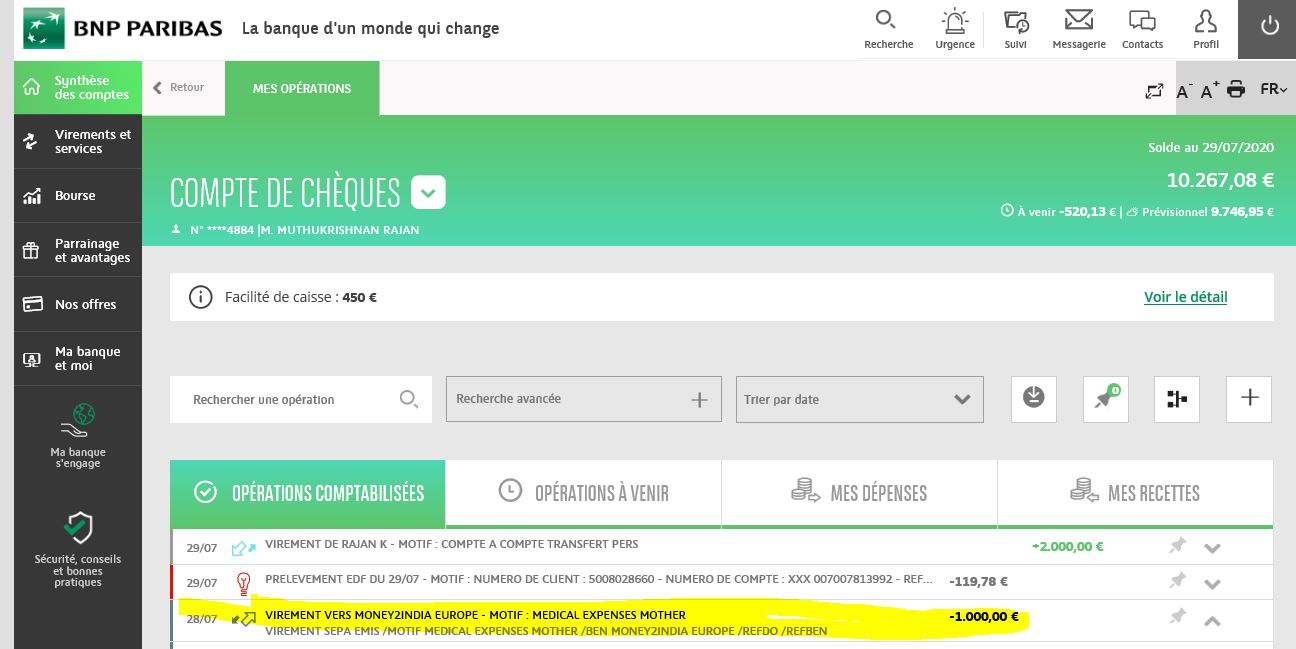 BNP PARIBAS La banque d'un monde qui change
Recherche Urgence Suivi Messagerie Contacts Profil
Synthèse
des comptes
Retour
MES OPÉRATIONS
A- A+ FR
Virements et
services
Bourse
Parrainage
et avantages
Nos offres
Ma banque
et moi
Ma banque
s'engage
Sécurité, conseils
et bonnes
pratiques
Solde au 29/07/2020
COMPTE DE CHÈQUES
10.267,08 €
À venir -520,13 € | Prévisionnel 9.746,95 €
N° ****4884 |M. MUTHUKRISHNAN RAJAN
Facilité de caisse : 450 €
Voir le détail
Rechercher une opération
Recherche avancée
Trier par date
0
OPÉRATIONS COMPTABILISÉES
OPÉRATIONS À VENIR
MES DÉPENSES
MES RECETTES
29/07 VIREMENT DE RAJAN K - MOTIF : COMPTE A COMPTE TRANSFERT PERS +2.000,00 €
29/07 PRELEVEMENT EDF DU 29/07 - MOTIF : NUMERO DE CLIENT : 5008028660 - NUMERO DE COMPTE : XXX 007007813992 - REF... -119,78 €
28/07 VIREMENT VERS MONEY2INDIA EUROPE - MOTIF : MEDICAL EXPENSES MOTHER -1.000,00 €
VIREMENT SEPA EMIS /MOTIF MEDICAL EXPENSES MOTHER /BEN MONEY2INDIA EUROPE /REFDO /REFBEN